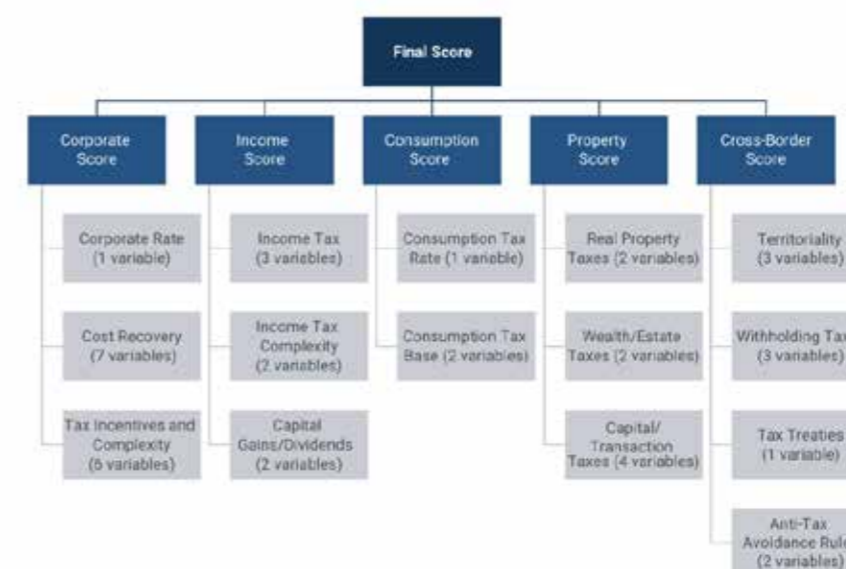 Final Score
Corporate
Score
Income
Score
Consumption
Score
Property
Score
Cross-Border
Score
Corporate Rate
(1 variable)
Income Tax
(3 variables)
Consumption Tax
Rate (1 variable)
Real Property
Taxes (2 variables)
Territoriality
(3 variables)
Cost Recovery
(7 variables)
Income Tax
Complexity
(2 variables)
Consumption Tax
Base (2 variables)
Wealth/Estate
Taxes (2 variables)
Withholding Tax
(3 variables)
Tax Incentives and
Complexity
(6 variables)
Capital
Gains/Dividends
(2 variables)
Capital/
Transaction
Taxes (4 variables)
Tax Treaties
(1 variable)
Anti-Tax
Avoidance Rule
(2 variables)